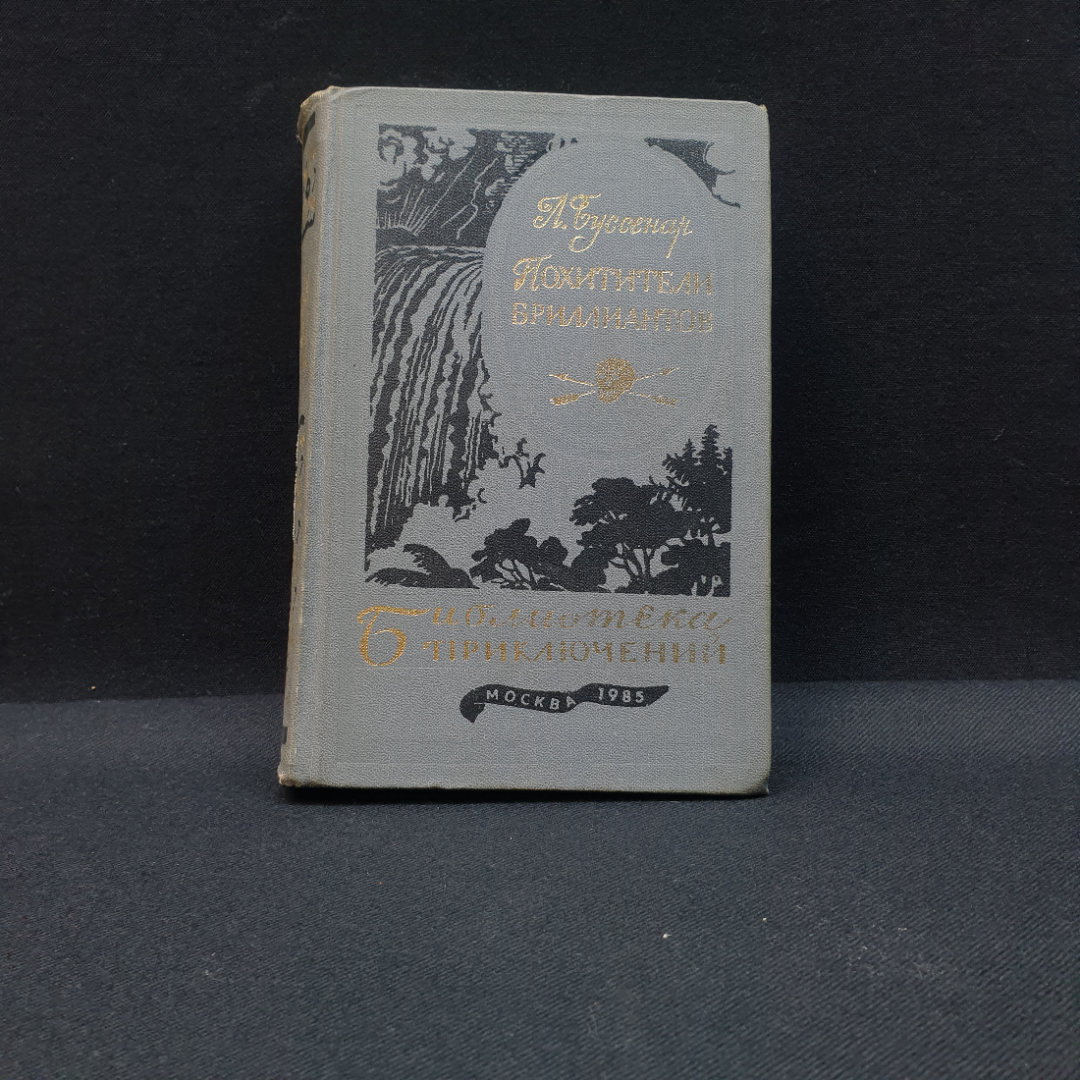 Л. Буссенар
Похитители
бриллиантов
Библиотека
приключений
МОСКВА 1985